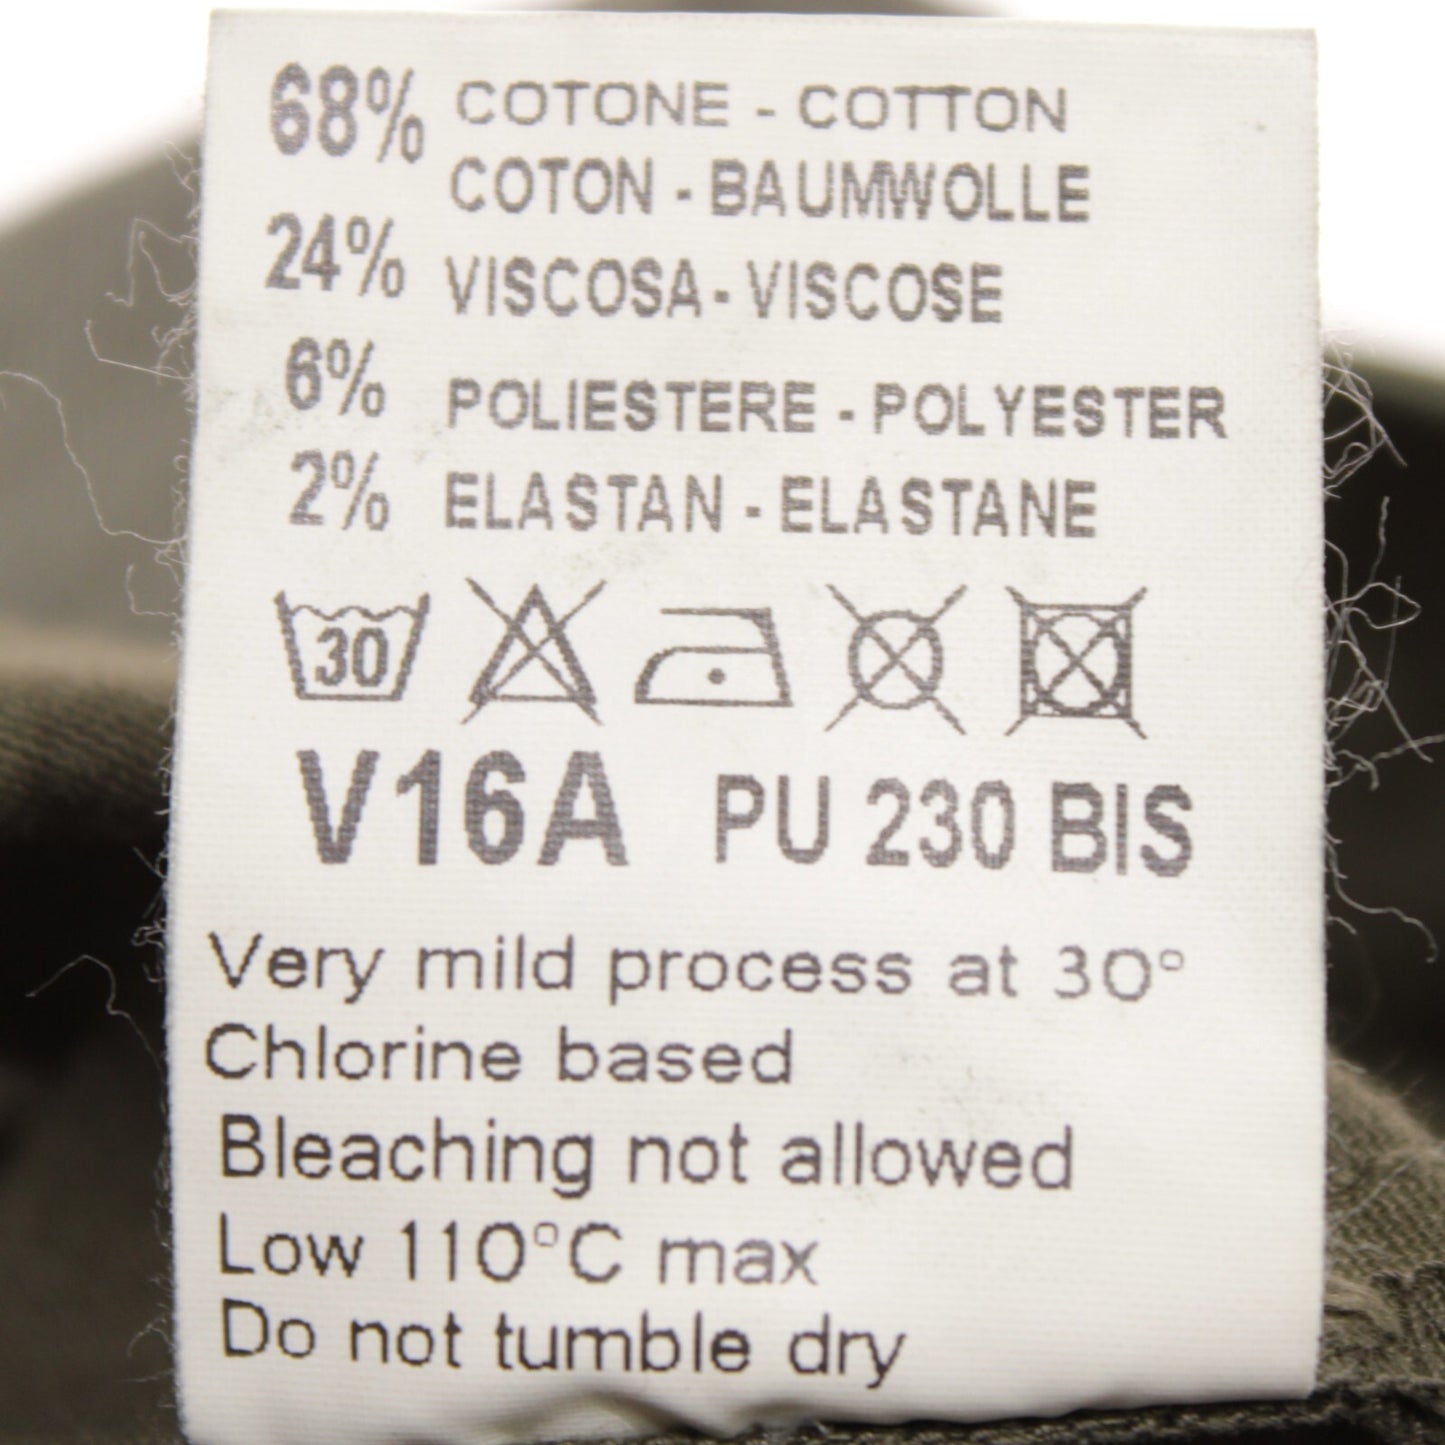 68% COTONE - COTTON
COTON - BAUMWOLLE
24% VISCOSA - VISCOSE
6% POLIESTERE - POLYESTER
2% ELASTAN - ELASTANE
30
V16A PU 230 BIS
Very mild process at 30°
Chlorine based
Bleaching not allowed
Low 110°C max
Do not tumble dry